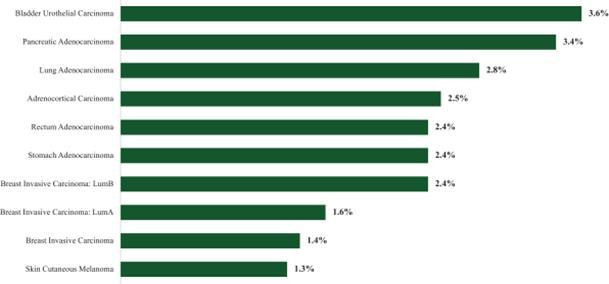 Bladder Urothelial Carcinoma 3.6%
Pancreatic Adenocarcinoma 3.4%
Lung Adenocarcinoma 2.8%
Adrenocortical Carcinoma 2.5%
Rectum Adenocarcinoma 2.4%
Stomach Adenocarcinoma 2.4%
Breast Invasive Carcinoma: LumB 2.4%
Breast Invasive Carcinoma: LumA 1.6%
Breast Invasive Carcinoma 1.4%
Skin Cutaneous Melanoma 1.3%